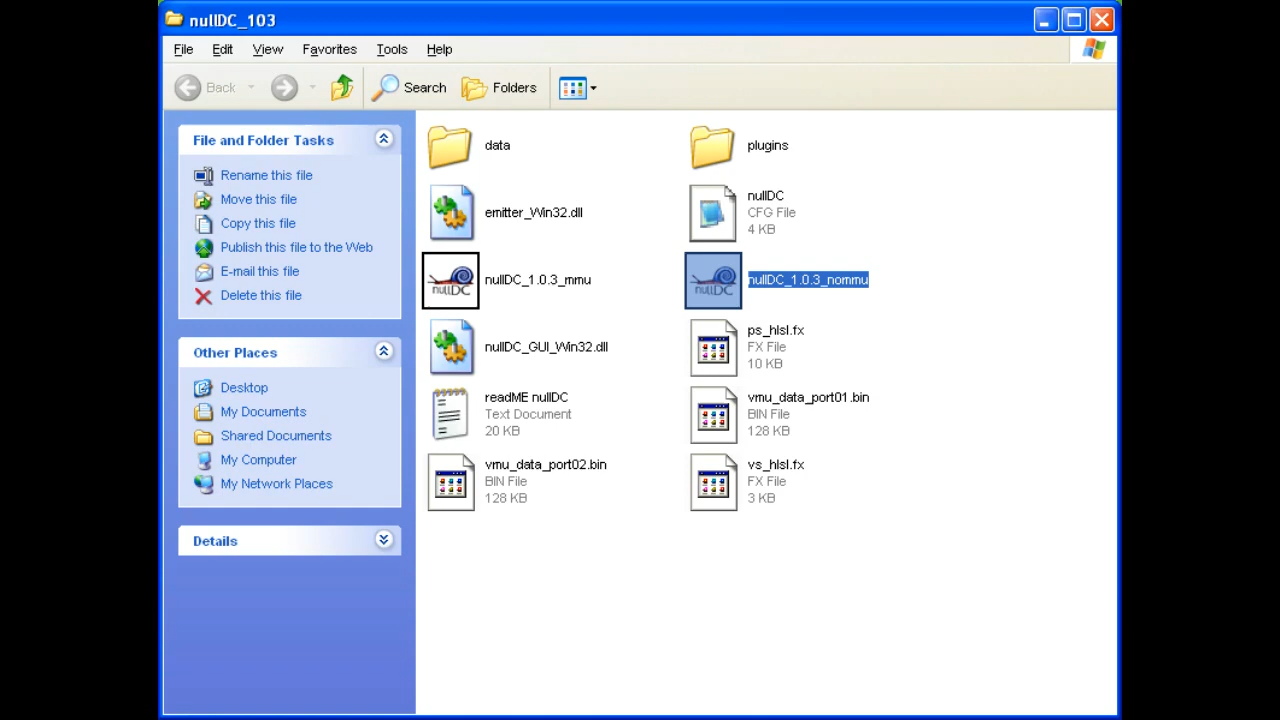 nullDC_103
File Edit View Favorites Tools Help
Back Search Folders
File and Folder Tasks
Rename this file
Move this file
Copy this file
Publish this file to the Web
E-mail this file
Delete this file
Other Places
Desktop
My Documents
Shared Documents
My Computer
My Network Places
Details
data
plugins
emitter_Win32.dll
nullDC
CFG File
4 KB
nullDC
nullDC_1.0.3_mmu
nullDC
nullDC_1.0.3_nommu
nullDC_GUI_Win32.dll
ps_hlsl.fx
FX File
10 KB
readME nullDC
Text Document
20 KB
vmu_data_port01.bin
BIN File
128 KB
vmu_data_port02.bin
BIN File
128 KB
vs_hlsl.fx
FX File
3 KB